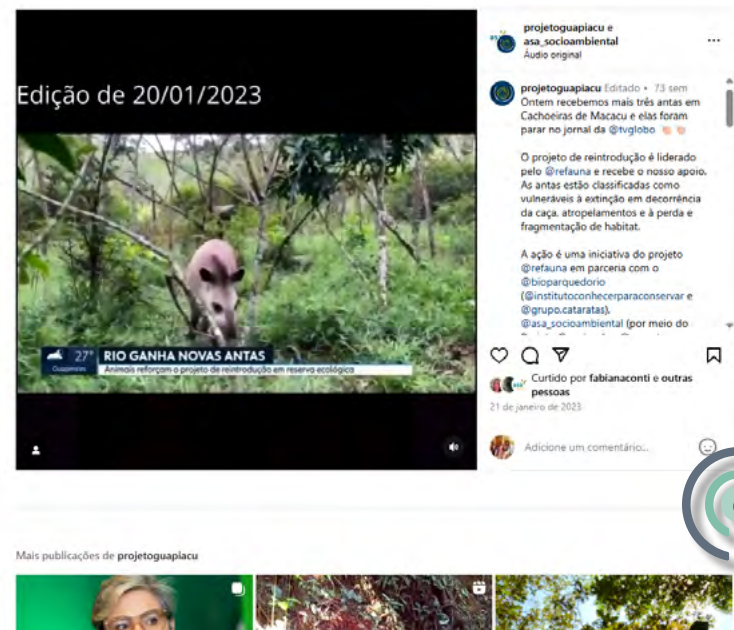 Edição de 20/01/2023
27°
RIO GANHA NOVAS ANTAS
Guapimirim
Animais reforçam o projeto de reintrodução em reserva ecológica
projetoguapiacu e
asa_socioambiental
Áudio original
projetoguapiacu Editado • 73 sem
Ontem recebemos mais três antas em
Cachoeiras de Macacu e elas foram
parar no jornal da @tvglobo
O projeto de reintrodução é liderado
pelo @refauna e recebe o nosso apoio.
As antas estão classificadas como
vulneráveis à extinção em decorrência
da caça, atropelamentos e à perda e
fragmentação de habitat.
A ação é uma iniciativa do projeto
@refauna em parceria com o
@bioparquedorio
(@institutoconhecerparaconservar e
@grupo.cataratas),
@asa_socioambiental (por meio do
Curtido por fabianaconti e outras
pessoas
21 de janeiro de 2023
Adicione um comentário...
Mais publicações de projetoguapiacu